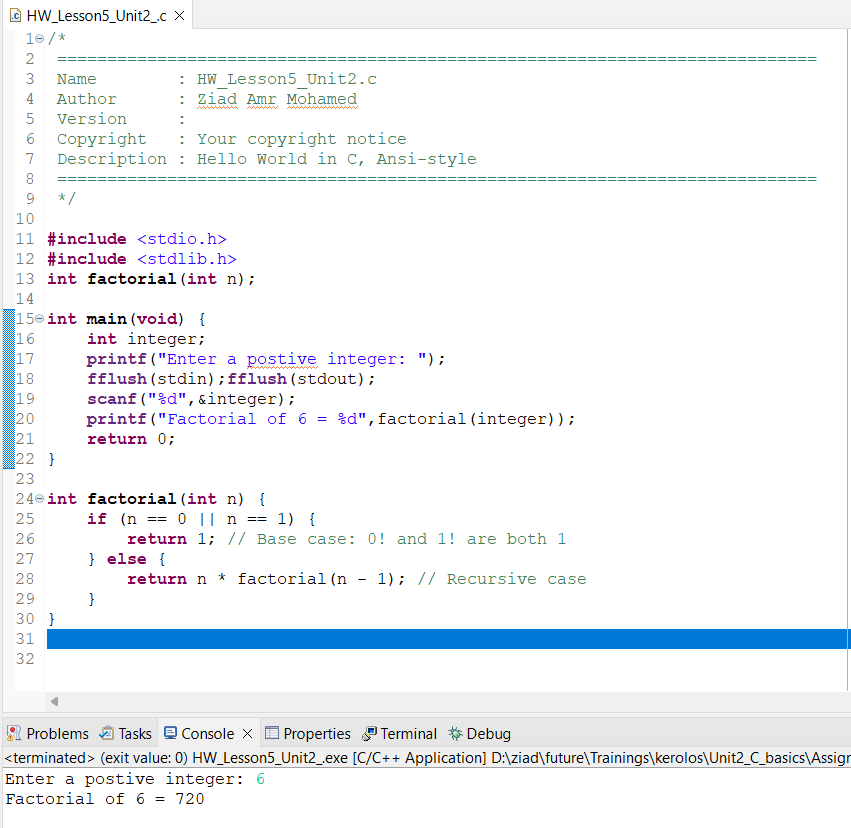 HW_Lesson5_Unit2_.c
1 /*
2  ============================================================================
3  Name        : HW_Lesson5_Unit2.c
4  Author      : Ziad Amr Mohamed
5  Version     :
6  Copyright   : Your copyright notice
7  Description : Hello World in C, Ansi-style
8  ============================================================================
9  */
10
11 #include <stdio.h>
12 #include <stdlib.h>
13 int factorial(int n);
14
15 int main(void) {
16     int integer;
17     printf("Enter a postive integer: ");
18     fflush(stdin);fflush(stdout);
19     scanf("%d",&integer);
20     printf("Factorial of 6 = %d",factorial(integer));
21     return 0;
22 }
23
24 int factorial(int n) {
25     if (n == 0 || n == 1) {
26         return 1; // Base case: 0! and 1! are both 1
27     } else {
28         return n * factorial(n - 1); // Recursive case
29     }
30 }
31
32
Problems Tasks Console Properties Terminal Debug
<terminated> (exit value: 0) HW_Lesson5_Unit2_.exe [C/C++ Application] D:\ziad\future\Trainings\kerolos\Unit2_C_basics\Assigr
Enter a postive integer: 6
Factorial of 6 = 720